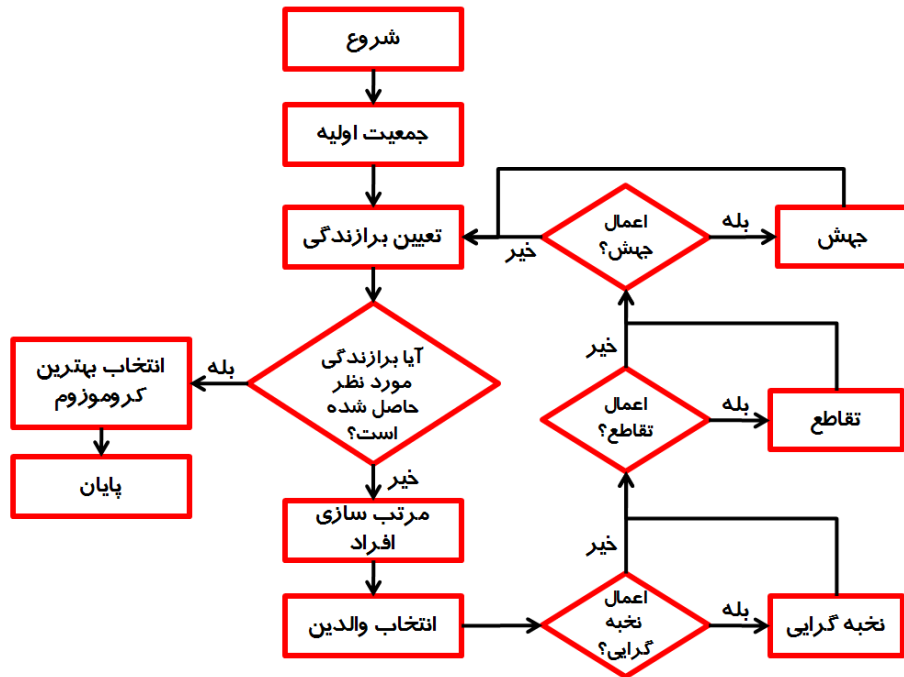 شروع
جمعیت اولیه
تعیین برازندگی
آیا برازندگی
مورد نظر
حاصل شده
است؟
بله
انتخاب بهترین
کروموزوم
پایان
خیر
مرتب سازی
افراد
انتخاب والدین
اعمال
نخبه
گرایی؟
بله
نخبه گرایی
خیر
اعمال
تقاطع؟
بله
تقاطع
خیر
اعمال
جهش؟
بله
جهش
خیر